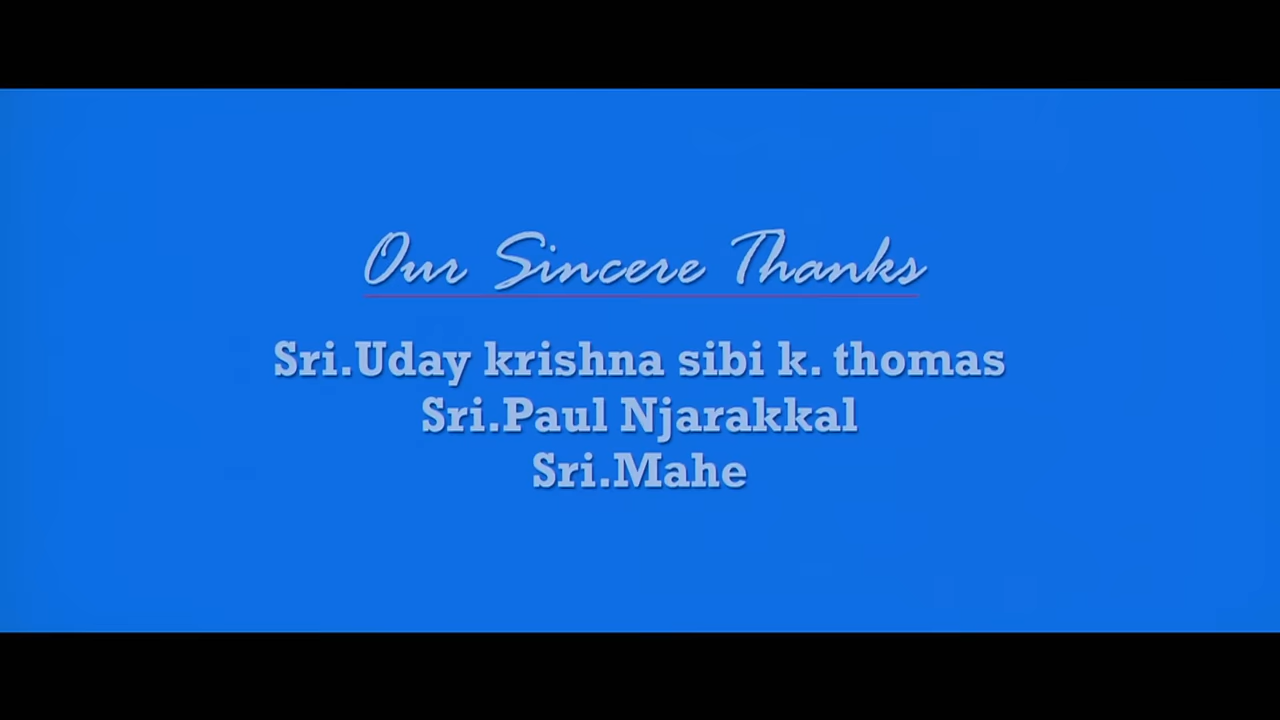 Our Sincere Thanks
Sri.Uday krishna sibi k. thomas
Sri.Paul Njarakkal
Sri.Mahe